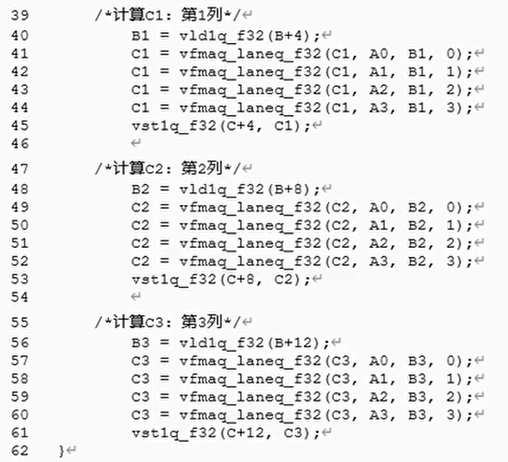 39 /*计算C1: 第1列*/↵
40 B1 = vld1q_f32(B+4);↵
41 C1 = vfmaq_laneq_f32(C1, A0, B1, 0);↵
42 C1 = vfmaq_laneq_f32(C1, A1, B1, 1);↵
43 C1 = vfmaq_laneq_f32(C1, A2, B1, 2);↵
44 C1 = vfmaq_laneq_f32(C1, A3, B1, 3);↵
45 vst1q_f32(C+4, C1);↵
46 ↵
47 /*计算C2: 第2列*/↵
48 B2 = vld1q_f32(B+8);↵
49 C2 = vfmaq_laneq_f32(C2, A0, B2, 0);↵
50 C2 = vfmaq_laneq_f32(C2, A1, B2, 1);↵
51 C2 = vfmaq_laneq_f32(C2, A2, B2, 2);↵
52 C2 = vfmaq_laneq_f32(C2, A3, B2, 3);↵
53 vst1q_f32(C+8, C2);↵
54 ↵
55 /*计算C3: 第3列*/↵
56 B3 = vld1q_f32(B+12);↵
57 C3 = vfmaq_laneq_f32(C3, A0, B3, 0);↵
58 C3 = vfmaq_laneq_f32(C3, A1, B3, 1);↵
59 C3 = vfmaq_laneq_f32(C3, A2, B3, 2);↵
60 C3 = vfmaq_laneq_f32(C3, A3, B3, 3);↵
61 vst1q_f32(C+12, C3);↵
62 }↵